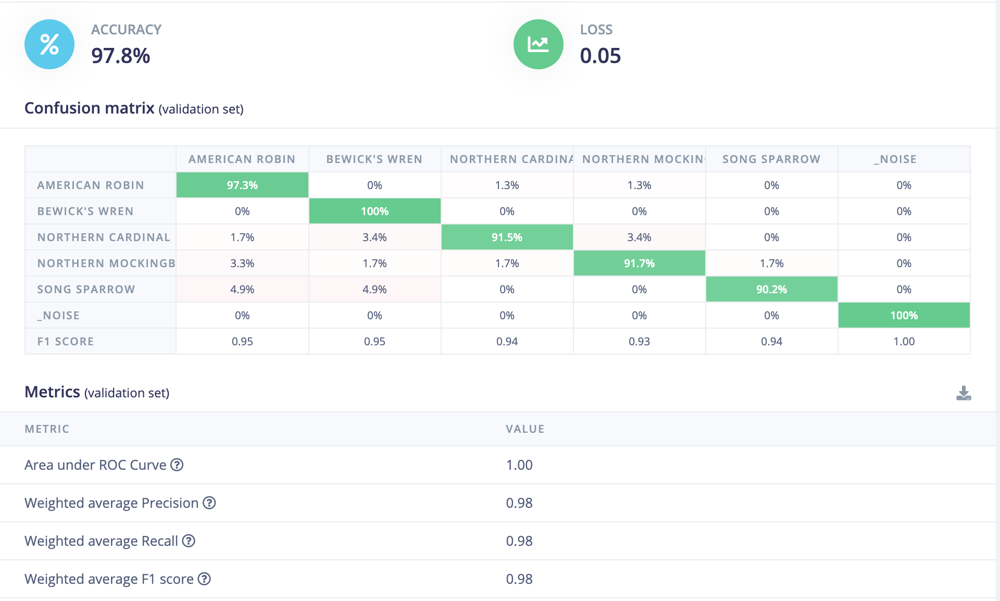 ACCURACY
97.8%
LOSS
0.05
Confusion matrix (validation set)
AMERICAN ROBIN BEWICK'S WREN NORTHERN CARDINA NORTHERN MOCKIN SONG SPARROW _NOISE
AMERICAN ROBIN 97.3% 0% 1.3% 1.3% 0% 0%
BEWICK'S WREN 0% 100% 0% 0% 0% 0%
NORTHERN CARDINAL 1.7% 3.4% 91.5% 3.4% 0% 0%
NORTHERN MOCKINGB 3.3% 1.7% 1.7% 91.7% 1.7% 0%
SONG SPARROW 4.9% 4.9% 0% 0% 90.2% 0%
_NOISE 0% 0% 0% 0% 0% 100%
F1 SCORE 0.95 0.95 0.94 0.93 0.94 1.00
Metrics (validation set)
METRIC VALUE
Area under ROC Curve 1.00
Weighted average Precision 0.98
Weighted average Recall 0.98
Weighted average F1 score 0.98